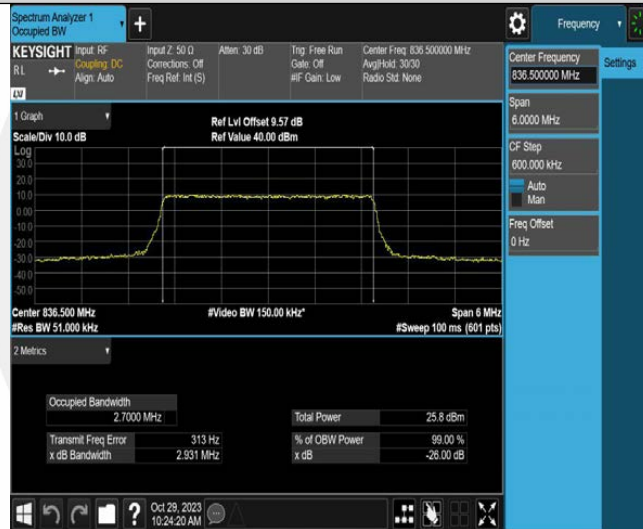 Spectrum Analyzer 1
Occupied BW
+
Frequency
KEYSIGHT
RL
LXI
Input: RF
Coupling: DC
Align: Auto
Input Z: 50 Ω
Corrections: Off
Freq Ref: Int (S)
Atten: 30 dB
Trig: Free Run
Gate: Off
#IF Gain: Low
Center Freq: 836.500000 MHz
Avg|Hold: 30/30
Radio Std: None
Center Frequency
836.500000 MHz
Settings
Span
6.0000 MHz
CF Step
600.000 kHz
Auto
Man
Freq Offset
0 Hz
1 Graph
Scale/Div 10.0 dB
Ref Lvl Offset 9.57 dB
Ref Value 40.00 dBm
Log
30.0
20.0
10.0
0.00
-10.0
-20.0
-30.0
-40.0
-50.0
Center 836.500 MHz
#Video BW 150.00 kHz*
Span 6 MHz
#Res BW 51.000 kHz
#Sweep 100 ms (601 pts)
2 Metrics
Occupied Bandwidth
2.7000 MHz
Total Power 25.8 dBm
Transmit Freq Error 313 Hz
% of OBW Power 99.00 %
x dB Bandwidth 2.931 MHz
x dB -26.00 dB
?
Oct 29, 2023
10:24:20 AM